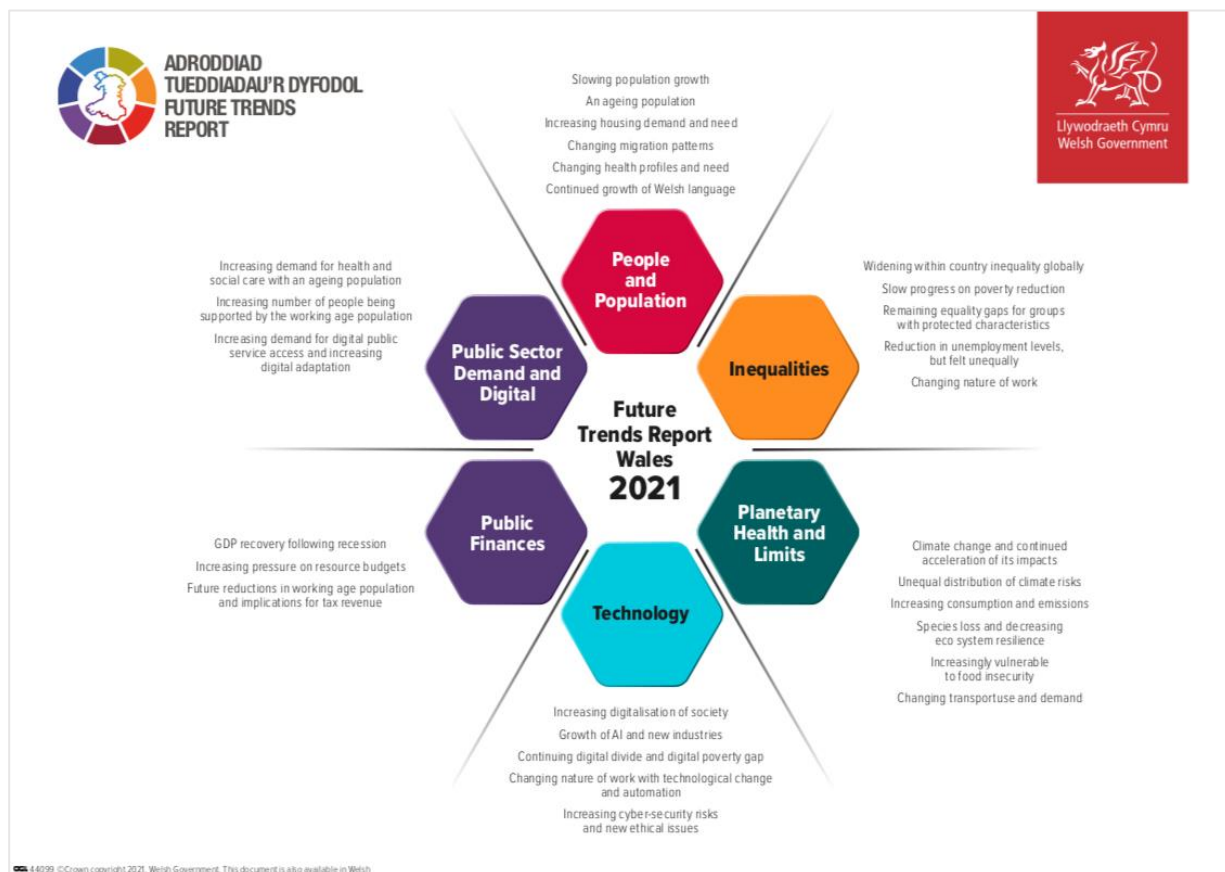 ADRODDIAD
TUEDDIADAU'R DYFODOL
FUTURE TRENDS
REPORT
Llywodraeth Cymru
Welsh Government
Slowing population growth
An ageing population
Increasing housing demand and need
Changing migration patterns
Changing health profiles and need
Continued growth of Welsh language
People
and
Population
Widening within country inequality globally
Slow progress on poverty reduction
Remaining equality gaps for groups
with protected characteristics
Reduction in unemployment levels,
but felt unequally
Changing nature of work
Inequalities
Increasing demand for health and
social care with an ageing population
Increasing number of people being
supported by the working age population
Increasing demand for digital public
service access and increasing
digital adaptation
Public Sector
Demand and
Digital
Future
Trends Report
Wales
2021
Public
Finances
GDP recovery following recession
Increasing pressure on resource budgets
Future reductions in working age population
and implications for tax revenue
Planetary
Health and
Limits
Climate change and continued
acceleration of its impacts
Unequal distribution of climate risks
Increasing consumption and emissions
Species loss and decreasing
eco system resilience
Increasingly vulnerable
to food insecurity
Changing transportuse and demand
Technology
Increasing digitalisation of society
Growth of AI and new industries
Continuing digital divide and digital poverty gap
Changing nature of work with technological change
and automation
Increasing cyber-security risks
and new ethical issues
44099 ©Crown copyright 2021, Welsh Government, This document is also available in Welsh